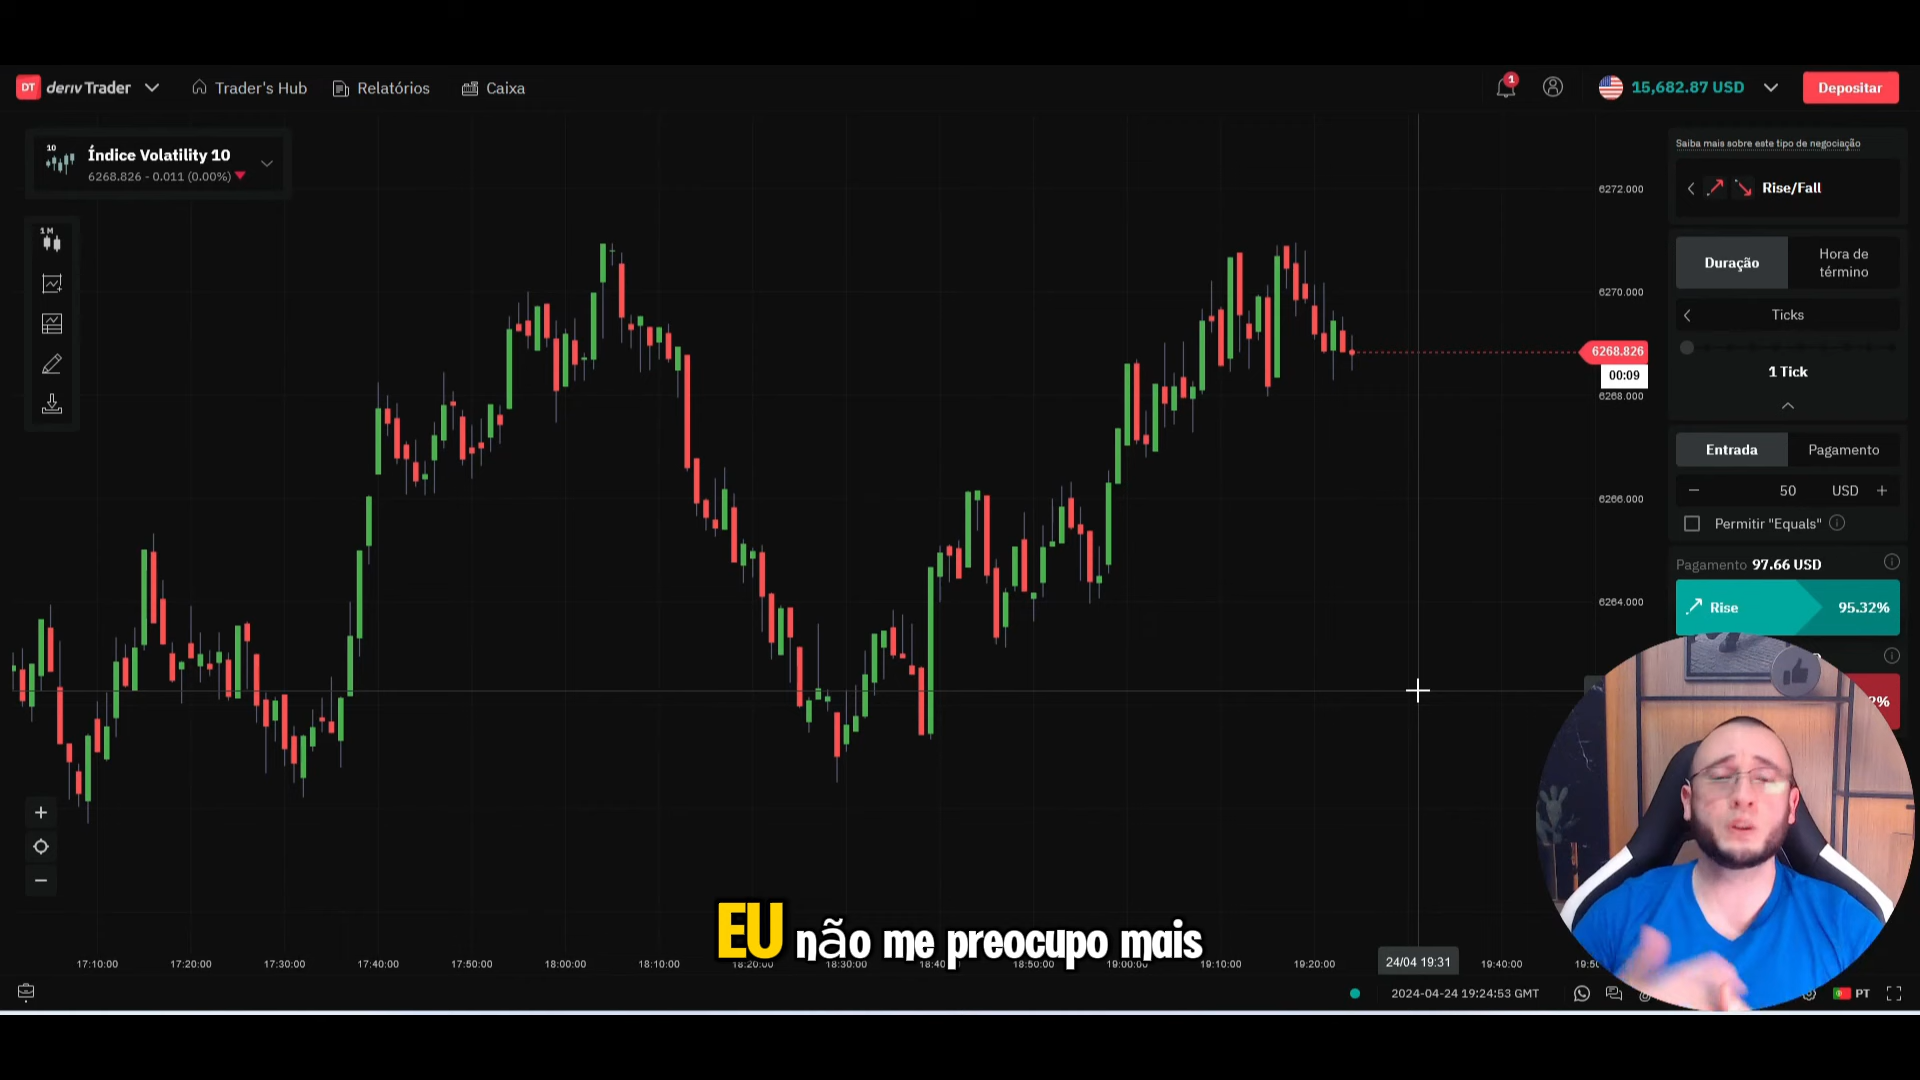 DT deriv Trader
Trader's Hub
Relatórios
Caixa
1
15,682.87 USD
Depositar
10
Índice Volatility 10
6268.826 - 0.011 (0.00%)
1 M
Saiba mais sobre este tipo de negociação
Rise/Fall
Duração
Hora de
término
Ticks
1 Tick
Entrada
Pagamento
50
USD
Permitir "Equals"
Pagamento 97.66 USD
Rise
95.32%
2%
6272.000
6270.000
6268.826
00:09
6268.000
6266.000
6264.000
EU não me preocupo mais
17:10:00
17:20:00
17:30:00
17:40:00
17:50:00
18:00:00
18:10:00
18:20:00
18:30:00
18:40:00
18:50:00
19:00:00
19:10:00
19:20:00
24/04 19:31
19:40:00
2024-04-24 19:24:53 GMT
PT